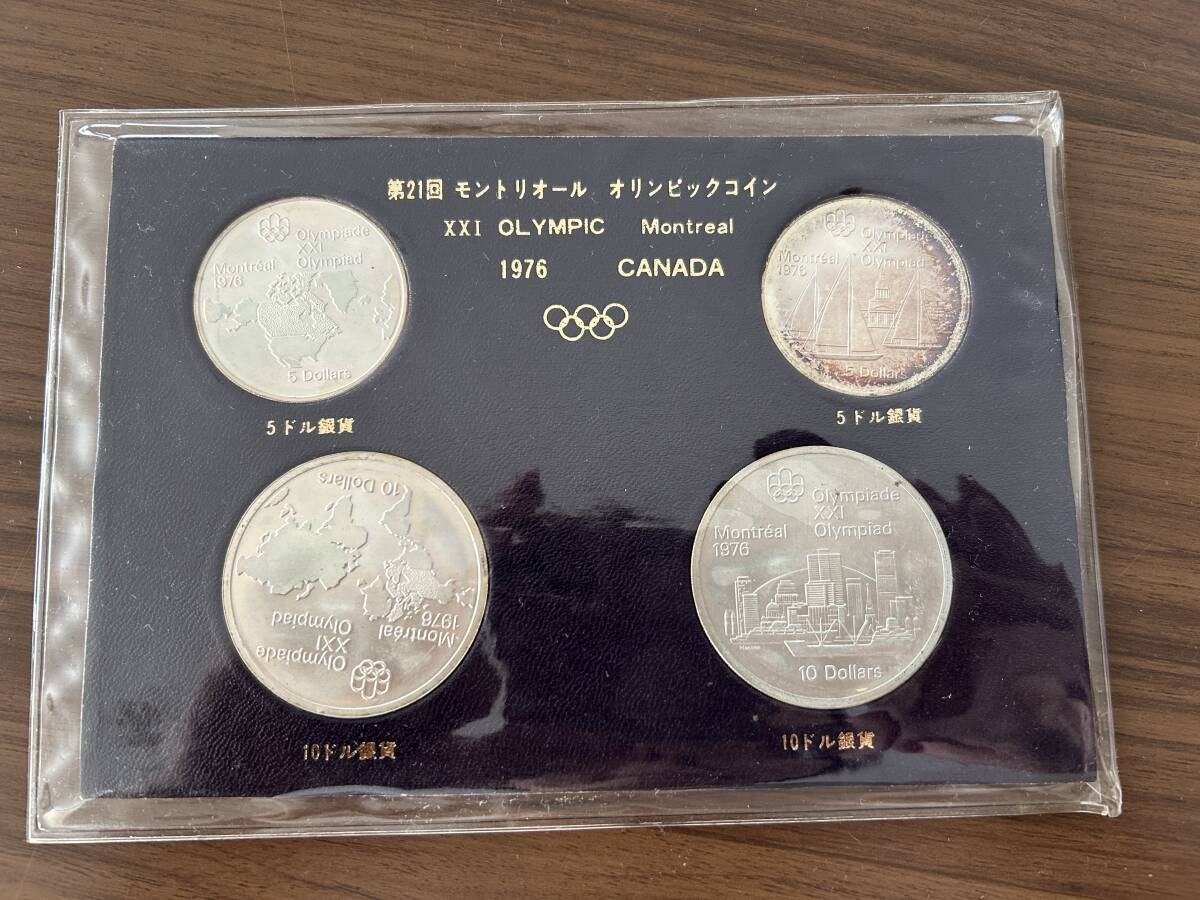 第21回 モントリオール オリンピックコイン
XXI OLYMPIC Montreal
1976 CANADA
Olympiade
XXI
Olympiad
Montréal
1976
5 Dollars
5ドル銀貨
Olympiade
XXI
Olympiad
Montréal
1976
5 Dollars
5ドル銀貨
10 Dollars
Montréal
1976
Olympiade
XXI
Olympiad
10ドル銀貨
Olympiade
XXI
Olympiad
Montréal
1976
10 Dollars
10ドル銀貨